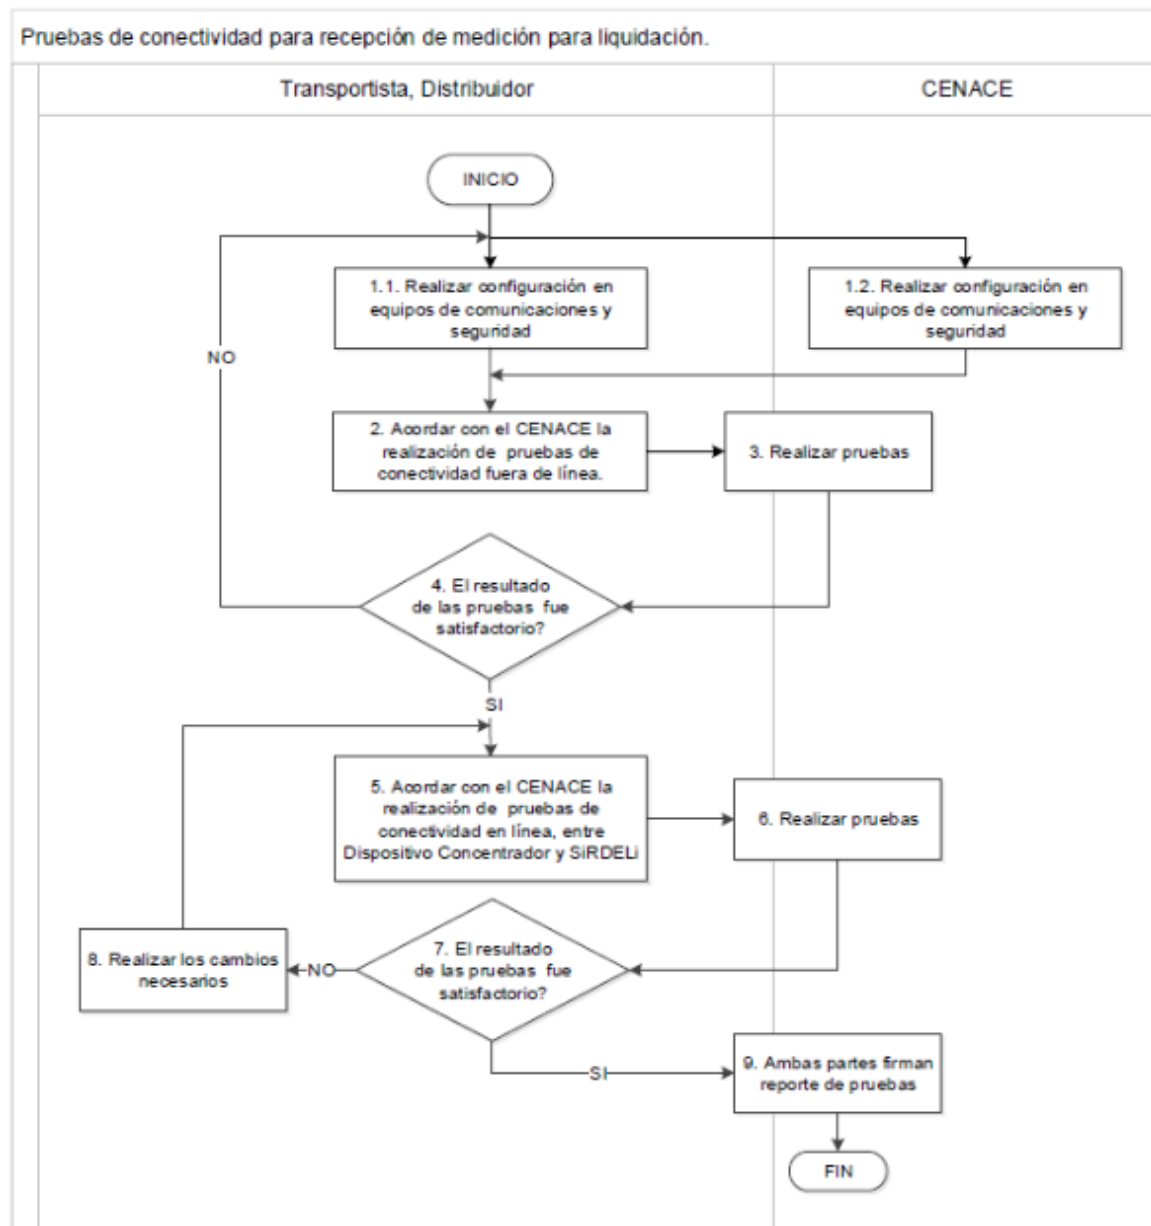 Pruebas de conectividad para recepción de medición para liquidación.
Transportista, Distribuidor
CENACE
INICIO
1.1. Realizar configuración en
equipos de comunicaciones y
seguridad
1.2. Realizar configuración en
equipos de comunicaciones y
seguridad
NO
2. Acordar con el CENACE la
realización de pruebas de
conectividad fuera de línea.
3. Realizar pruebas
4. El resultado
de las pruebas fue
satisfactorio?
SI
5. Acordar con el CENACE la
realización de pruebas de
conectividad en línea, entre
Dispositivo Concentrador y SiRDELi
6. Realizar pruebas
7. El resultado
de las pruebas fue
satisfactorio?
NO
8. Realizar los cambios
necesarios
SI
9. Ambas partes firman
reporte de pruebas
FIN